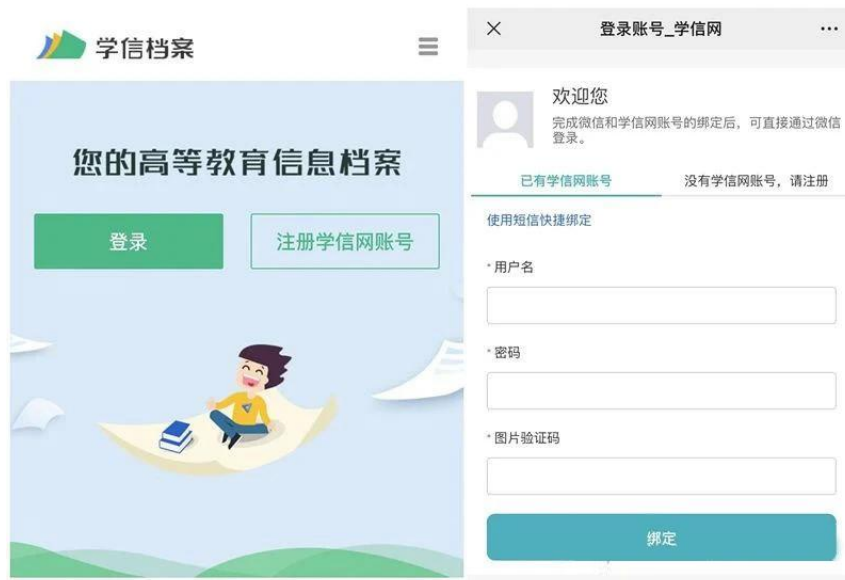 学信档案
您的高等教育信息档案
登录
注册学信网账号
登录账号_学信网
欢迎您
完成微信和学信网账号的绑定后，可直接通过微信
登录。
已有学信网账号
没有学信网账号，请注册
使用短信快捷绑定
*用户名
*密码
*图片验证码
绑定